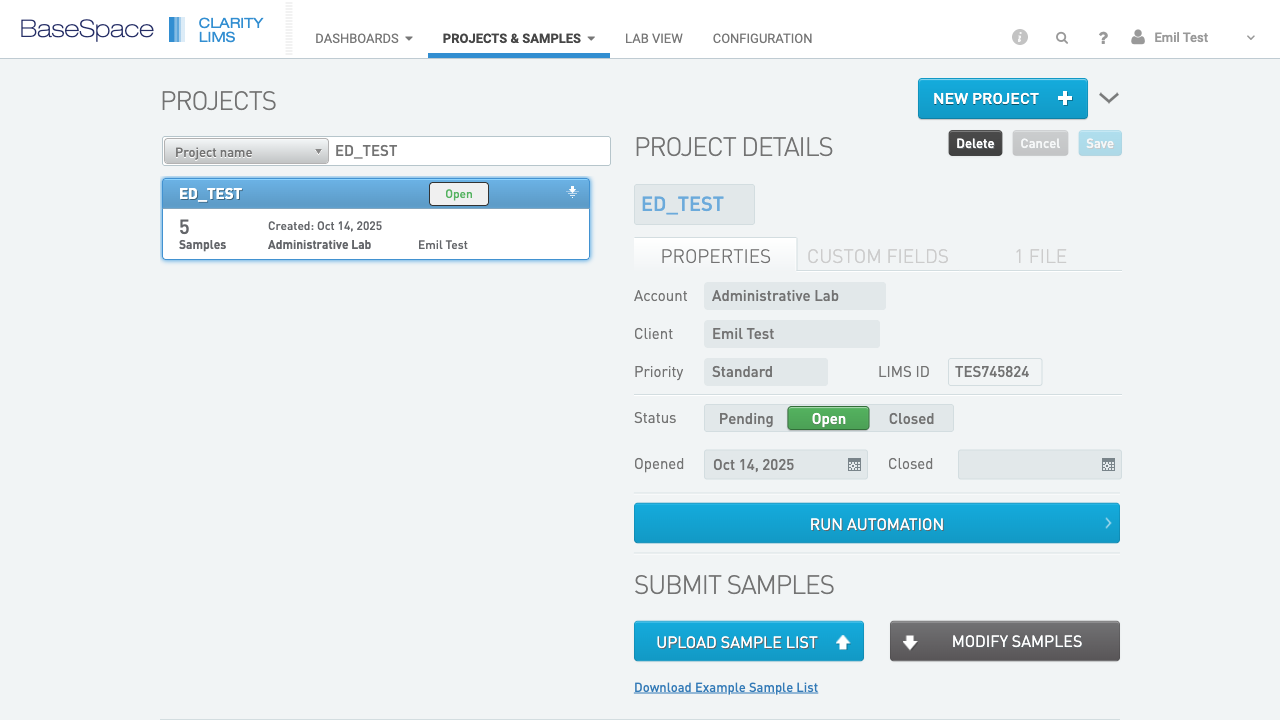 BaseSpace CLARITY LIMS
DASHBOARDS PROJECTS & SAMPLES LAB VIEW CONFIGURATION
i ? Emil Test
PROJECTS
NEW PROJECT
Project name ED_TEST
ED_TEST Open
5 Samples
Created: Oct 14, 2025
Administrative Lab Emil Test
PROJECT DETAILS
Delete Cancel Save
ED_TEST
PROPERTIES CUSTOM FIELDS 1 FILE
Account Administrative Lab
Client Emil Test
Priority Standard LIMS ID TES745824
Status Pending Open Closed
Opened Oct 14, 2025 Closed
RUN AUTOMATION
SUBMIT SAMPLES
UPLOAD SAMPLE LIST MODIFY SAMPLES
Download Example Sample List